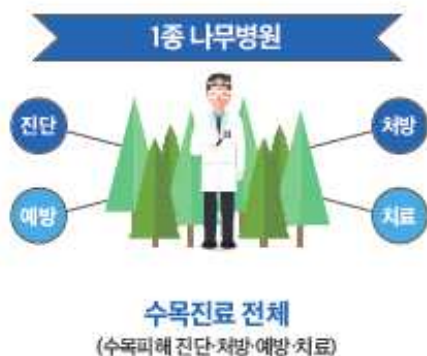 1종 나무병원
진단
처방
예방
치료
수목진료 전체
(수목피해 진단·처방·예방·치료)